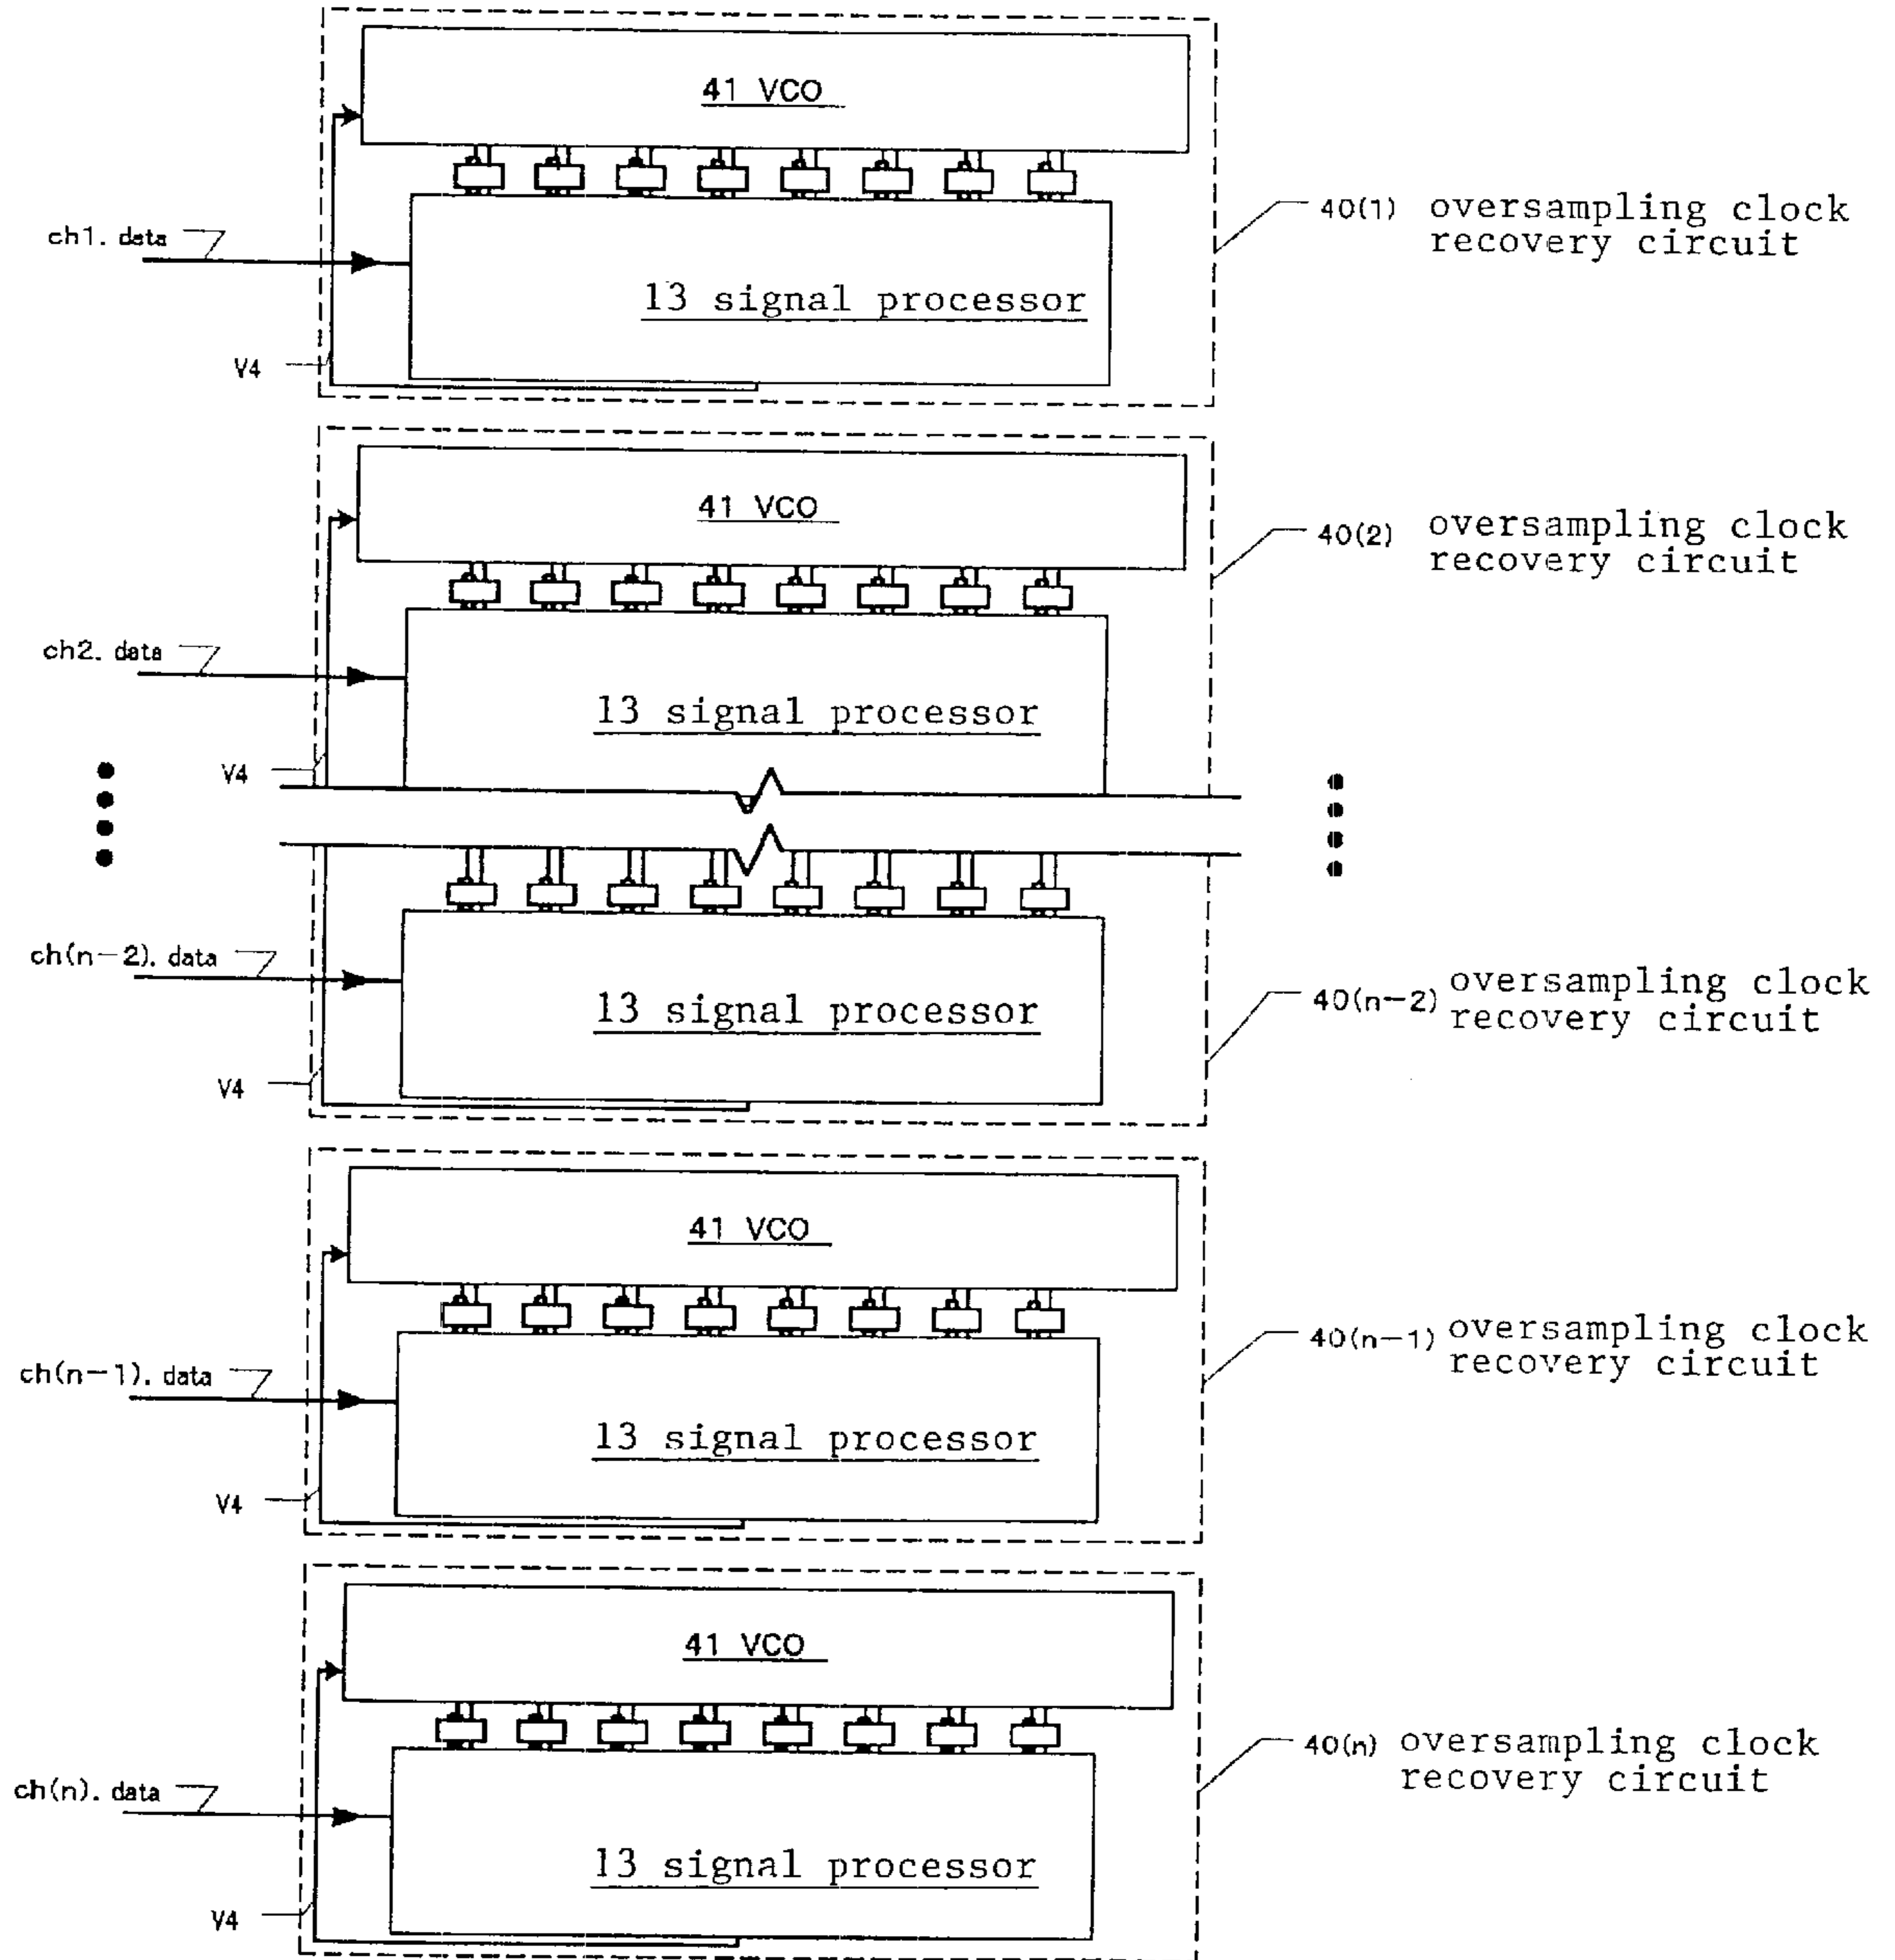 41 VCO
ch1. data
13 signal processor
V4
40(1) oversampling clock
recovery circuit
41 VCO
ch2. data
13 signal processor
V4
40(2) oversampling clock
recovery circuit
ch(n-2). data
13 signal processor
V4
40(n-2) oversampling clock
recovery circuit
41 VCO
ch(n-1). data
13 signal processor
V4
40(n-1) oversampling clock
recovery circuit
41 VCO
ch(n). data
13 signal processor
V4
40(n) oversampling clock
recovery circuit